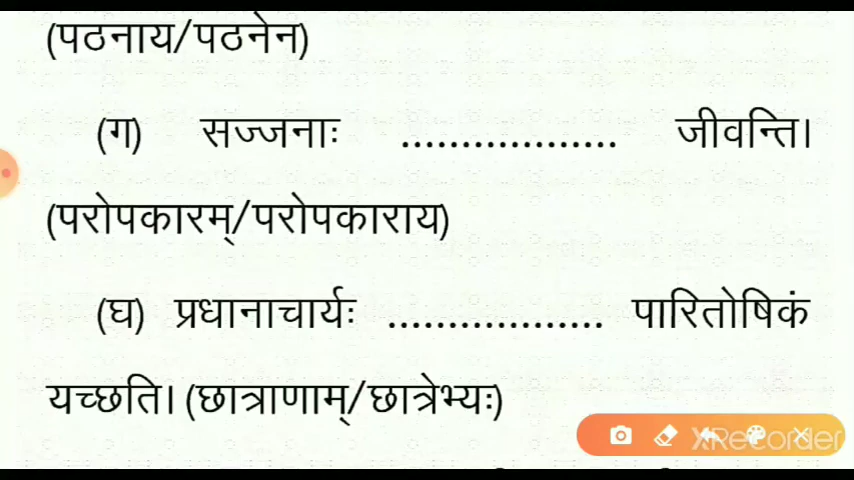 (पठनाय/पठनेन)
(ग) सज्जनाः .................. जीवन्ति।
(परोपकारम्/परोपकाराय)
(घ) प्रधानाचार्यः .................. पारितोषिकं
यच्छति। (छात्राणाम्/छात्रेभ्यः)
XRecorder